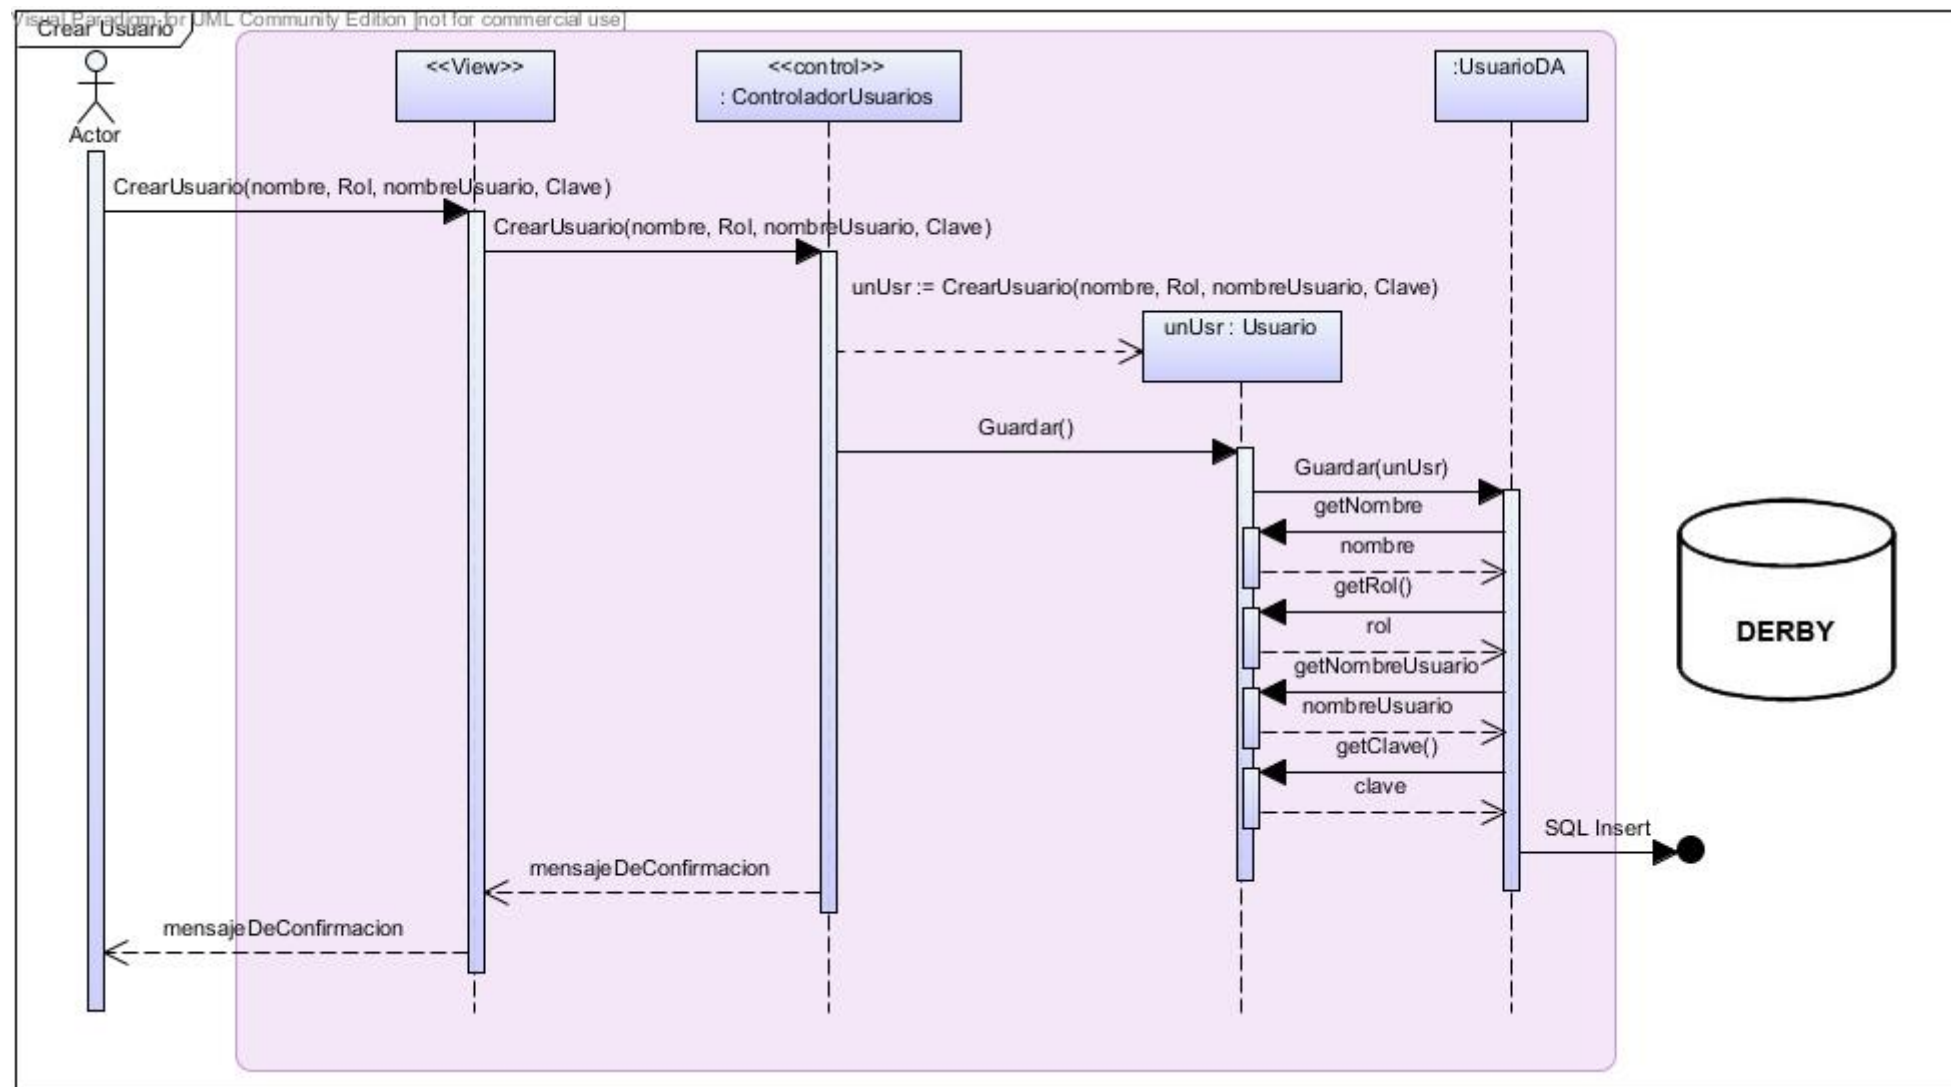 Visual Paradigm for UML Community Edition [not for commercial use]
Crear Usuario
<<View>>
<<control>>
: ControladorUsuarios
:UsuarioDA
Actor
CrearUsuario(nombre, Rol, nombreUsuario, Clave)
CrearUsuario(nombre, Rol, nombreUsuario, Clave)
unUsr := CrearUsuario(nombre, Rol, nombreUsuario, Clave)
unUsr : Usuario
Guardar()
Guardar(unUsr)
getNombre
nombre
getRol()
rol
getNombreUsuario
nombreUsuario
getClave()
clave
DERBY
SQL Insert
mensajeDeConfirmacion
mensajeDeConfirmacion